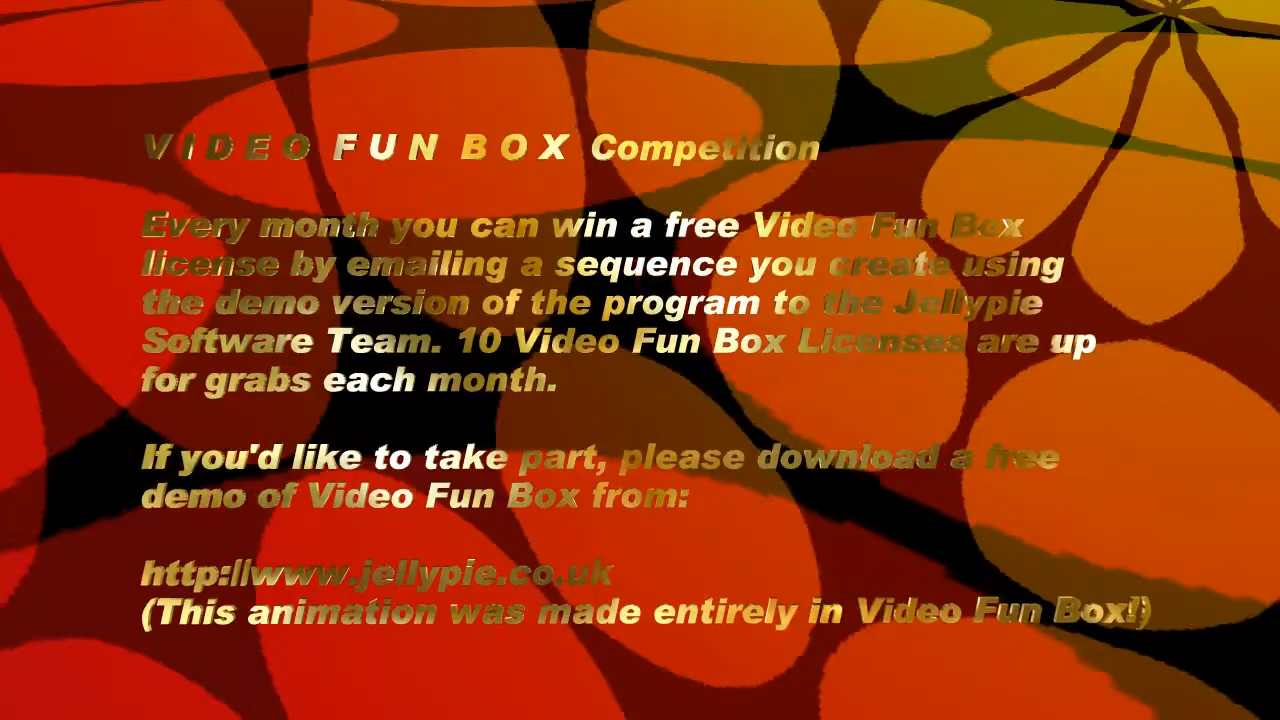 VIDEO FUN BOX Competition
Every month you can win a free Video Fun Box
license by emailing a sequence you create using
the demo version of the program to the Jellypie
Software Team. 10 Video Fun Box Licenses are up
for grabs each month.
If you'd like to take part, please download a free
demo of Video Fun Box from:
http://www.jellypie.co.uk
(This animation was made entirely in Video Fun Box!)